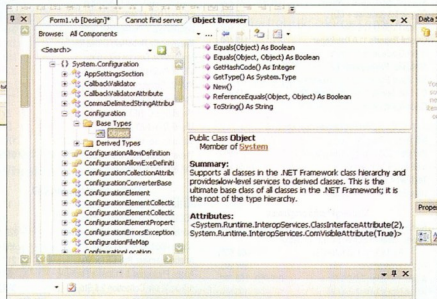 Form1.vb [Design]*
Cannot find server
Object Browser
Data
Browse: All Components
<Search>
{} System.Configuration
AppSettingsSection
CallbackValidator
CallbackValidatorAttribute
CommaDelimitedStringAttribut
Configuration
Base Types
Object
Derived Types
ConfigurationAllowDefinition
ConfigurationAllowExeDefiniti
ConfigurationCollectionAttribu
ConfigurationConverterBase
ConfigurationElement
ConfigurationElementCollectic
ConfigurationElementCollectic
ConfigurationElementPropert
ConfigurationErrorsException
ConfigurationFileMap
ConfigurationLocation
Equals(Object) As Boolean
Equals(Object, Object) As Boolean
GetHashCode() As Integer
GetType() As System.Type
New()
ReferenceEquals(Object, Object) As Boolean
ToString() As String
Public Class Object
Member of System
Summary:
Supports all classes in the .NET Framework class hierarchy and
provides low-level services to derived classes. This is the
ultimate base class of all classes in the .NET Framework; it is
the root of the type hierarchy.
Attributes:
<System.Runtime.InteropServices.ClassInterfaceAttribute(2),
System.Runtime.InteropServices.ComVisibleAttribute(True)>
Proper